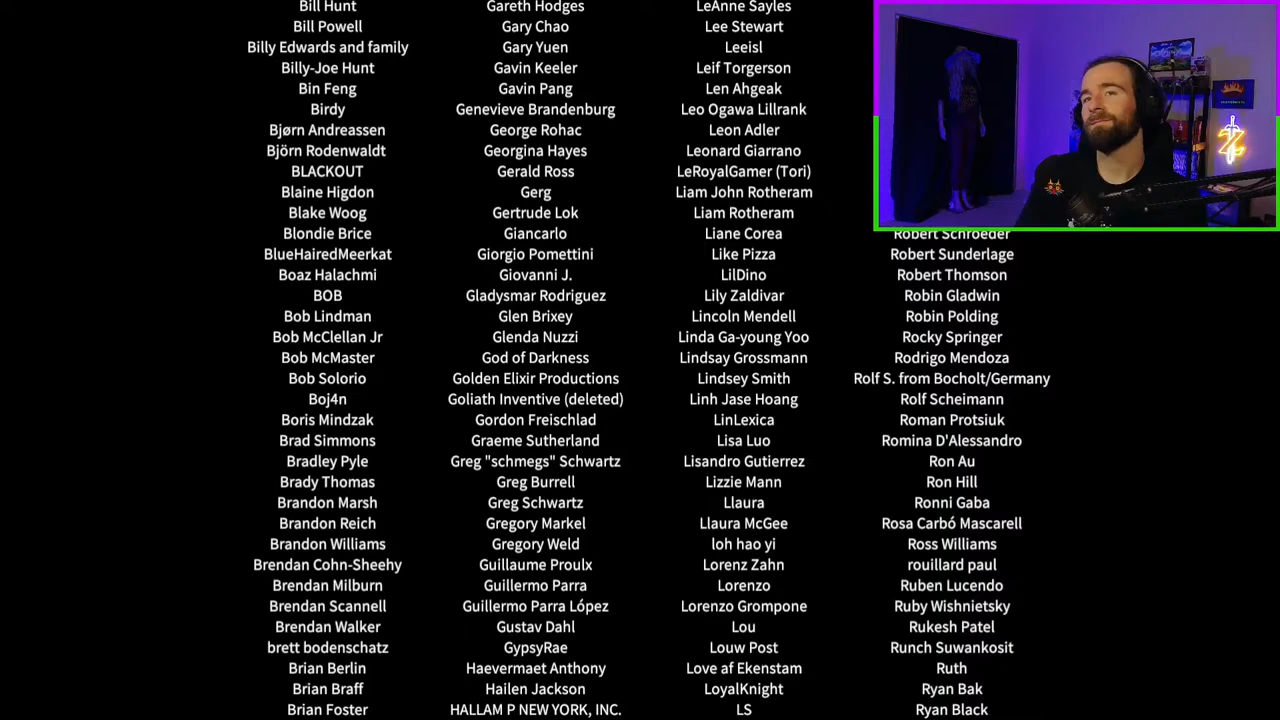 Bill Hunt
Bill Powell
Billy Edwards and family
Billy-Joe Hunt
Bin Feng
Birdy
Bjørn Andreassen
Björn Rodenwaldt
BLACKOUT
Blaine Higdon
Blake Woog
Blondie Brice
BlueHairedMeerkat
Boaz Halachmi
BOB
Bob Lindman
Bob McClellan Jr
Bob McMaster
Bob Solorio
Boj4n
Boris Mindzak
Brad Simmons
Bradley Pyle
Brady Thomas
Brandon Marsh
Brandon Reich
Brandon Williams
Brendan Cohn-Sheehy
Brendan Milburn
Brendan Scannell
Brendan Walker
brett bodenschatz
Brian Berlin
Brian Braff
Brian Foster
Gareth Hodges
Gary Chao
Gary Yuen
Gavin Keeler
Gavin Pang
Genevieve Brandenburg
George Rohac
Georgina Hayes
Gerald Ross
Gerg
Gertrude Lok
Giancarlo
Giorgio Pomettini
Giovanni J.
Gladysmar Rodriguez
Glen Brixey
Glenda Nuzzi
God of Darkness
Golden Elixir Productions
Goliath Inventive (deleted)
Gordon Freischlad
Graeme Sutherland
Greg "schmegs" Schwartz
Greg Burrell
Greg Schwartz
Gregory Markel
Gregory Weld
Guillaume Proulx
Guillermo Parra
Guillermo Parra López
Gustav Dahl
GypsyRae
Haevermaet Anthony
Hailen Jackson
HALLAM P NEW YORK, INC.
LeAnne Sayles
Lee Stewart
Leeisl
Leif Torgerson
Len Ahgeak
Leo Ogawa Lillrank
Leon Adler
Leonard Giarrano
LeRoyalGamer (Tori)
Liam John Rotheram
Liam Rotheram
Liane Corea
Like Pizza
LilDino
Lily Zaldivar
Lincoln Mendell
Linda Ga-young Yoo
Lindsay Grossmann
Lindsey Smith
Linh Jase Hoang
LinLexica
Lisa Luo
Lisandro Gutierrez
Lizzie Mann
Llaura
Llaura McGee
loh hao yi
Lorenz Zahn
Lorenzo
Lorenzo Grompone
Lou
Louw Post
Love af Ekenstam
LoyalKnight
LS
Robert Schroeder
Robert Sunderlage
Robert Thomson
Robin Gladwin
Robin Polding
Rocky Springer
Rodrigo Mendoza
Rolf S. from Bocholt/Germany
Rolf Scheimann
Roman Protsiuk
Romina D'Alessandro
Ron Au
Ron Hill
Ronni Gaba
Rosa Carbó Mascarell
Ross Williams
rouillard paul
Ruben Lucendo
Ruby Wishnietsky
Rukesh Patel
Runch Suwankosit
Ruth
Ryan Bak
Ryan Black